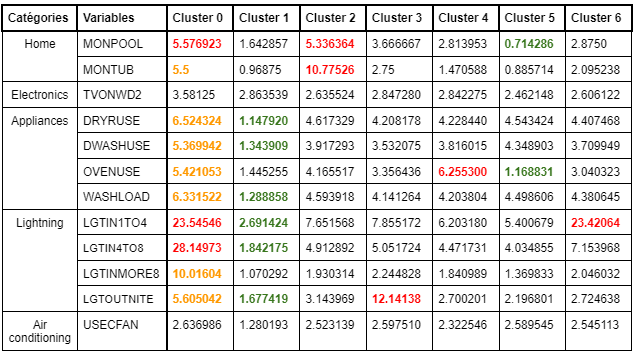 Catégories Variables Cluster 0 Cluster 1 Cluster 2 Cluster 3 Cluster 4 Cluster 5 Cluster 6
Home MONPOOL 5.576923 1.642857 5.336364 3.666667 2.813953 0.714286 2.8750
MONTUB 5.5 0.96875 10.77526 2.75 1.470588 0.885714 2.095238
Electronics TVONWD2 3.58125 2.863539 2.635524 2.847280 2.842275 2.462148 2.606122
Appliances DRYRUSE 6.524324 1.147920 4.617329 4.208178 4.228440 4.543424 4.407468
DWASHUSE 5.369942 1.343909 3.917293 3.532075 3.816015 4.348903 3.709949
OVENUSE 5.421053 1.445255 4.165517 3.356436 6.255300 1.168831 3.040323
WASHLOAD 6.331522 1.288858 4.593918 4.141264 4.203804 4.498606 4.380645
Lightning LGTIN1TO4 23.54546 2.691424 7.651568 7.855172 6.203180 5.400679 23.42064
LGTIN4TO8 28.14973 1.842175 4.912892 5.051724 4.471731 4.034855 7.153968
LGTINMORE8 10.01604 1.070292 1.930314 2.244828 1.840989 1.369833 2.046032
LGTOUTNITE 5.605042 1.677419 3.143969 12.14138 2.700201 2.196801 2.724638
Air conditioning USECFAN 2.636986 1.280193 2.523139 2.597510 2.322546 2.589545 2.545113